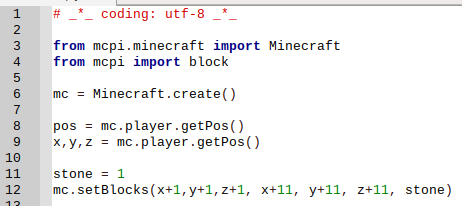 1 # _*_ coding: utf-8 _*_
2
3 from mcpi.minecraft import Minecraft
4 from mcpi import block
5
6 mc = Minecraft.create()
7
8 pos = mc.player.getPos()
9 x,y,z = mc.player.getPos()
10
11 stone = 1
12 mc.setBlocks(x+1,y+1,z+1, x+11, y+11, z+11, stone)
13